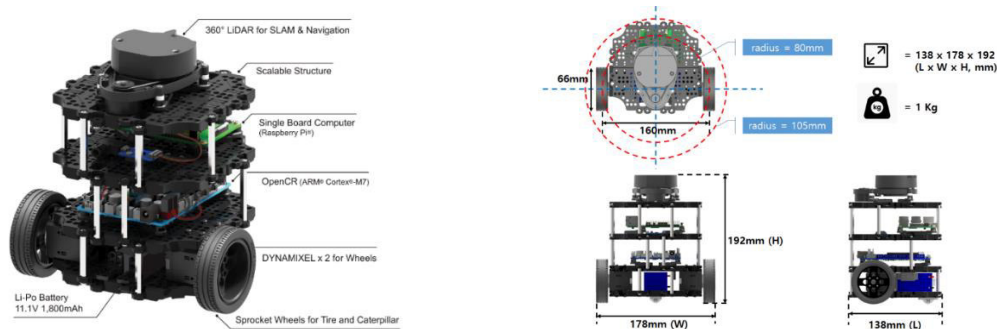 360° LiDAR for SLAM & Navigation
Scalable Structure
Single Board Computer
(Raspberry Pi®)
OpenCR (ARM® Cortex®-M7)
DYNAMIXEL x 2 for Wheels
Li-Po Battery
11.1V 1,800mAh
Sprocket Wheels for Tire and Caterpillar
radius = 80mm
66mm
160mm
radius = 105mm
= 138 x 178 x 192
(L x W x H, mm)
kg
= 1 Kg
192mm (H)
178mm (W)
138mm (L)